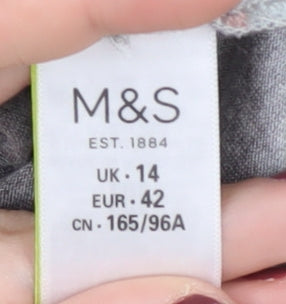 M&S
EST. 1884
UK · 14
EUR · 42
CN · 165/96A